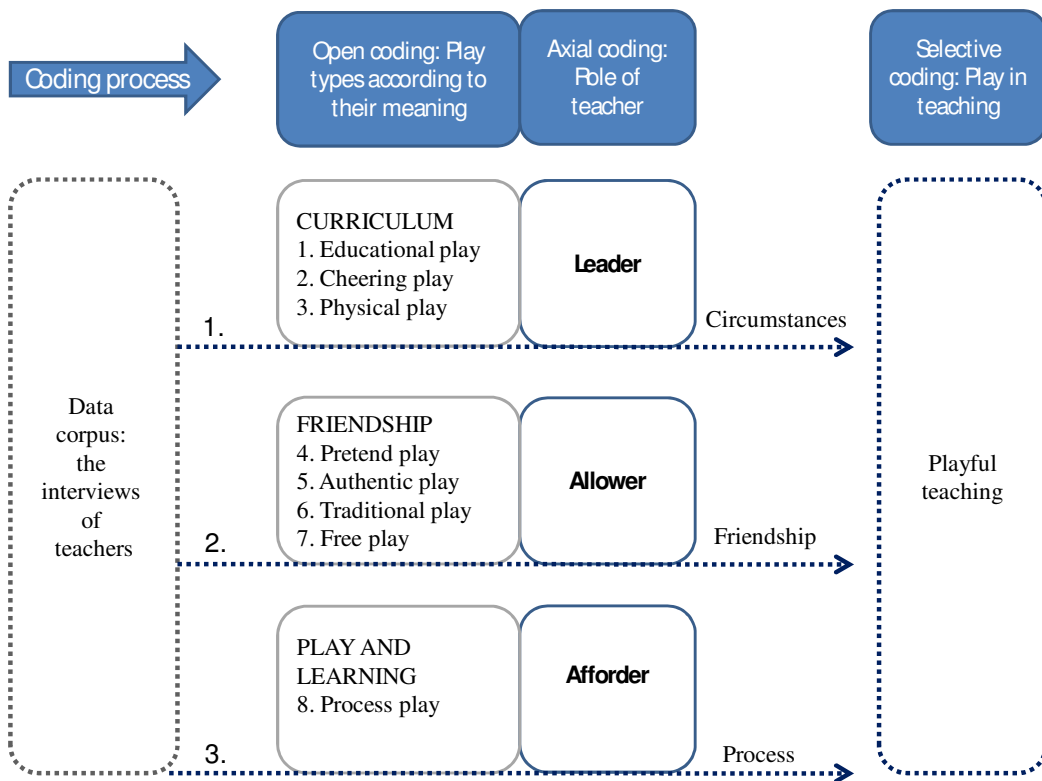 Coding process
Open coding: Play
types according to
their meaning
Axial coding:
Role of
teacher
Selective
coding: Play in
teaching
Data
corpus:
the
interviews
of
teachers
1.
CURRICULUM
1. Educational play
2. Cheering play
3. Physical play
Leader
Circumstances
2.
FRIENDSHIP
4. Pretend play
5. Authentic play
6. Traditional play
7. Free play
Allower
Friendship
3.
PLAY AND
LEARNING
8. Process play
Afforder
Process
Playful
teaching